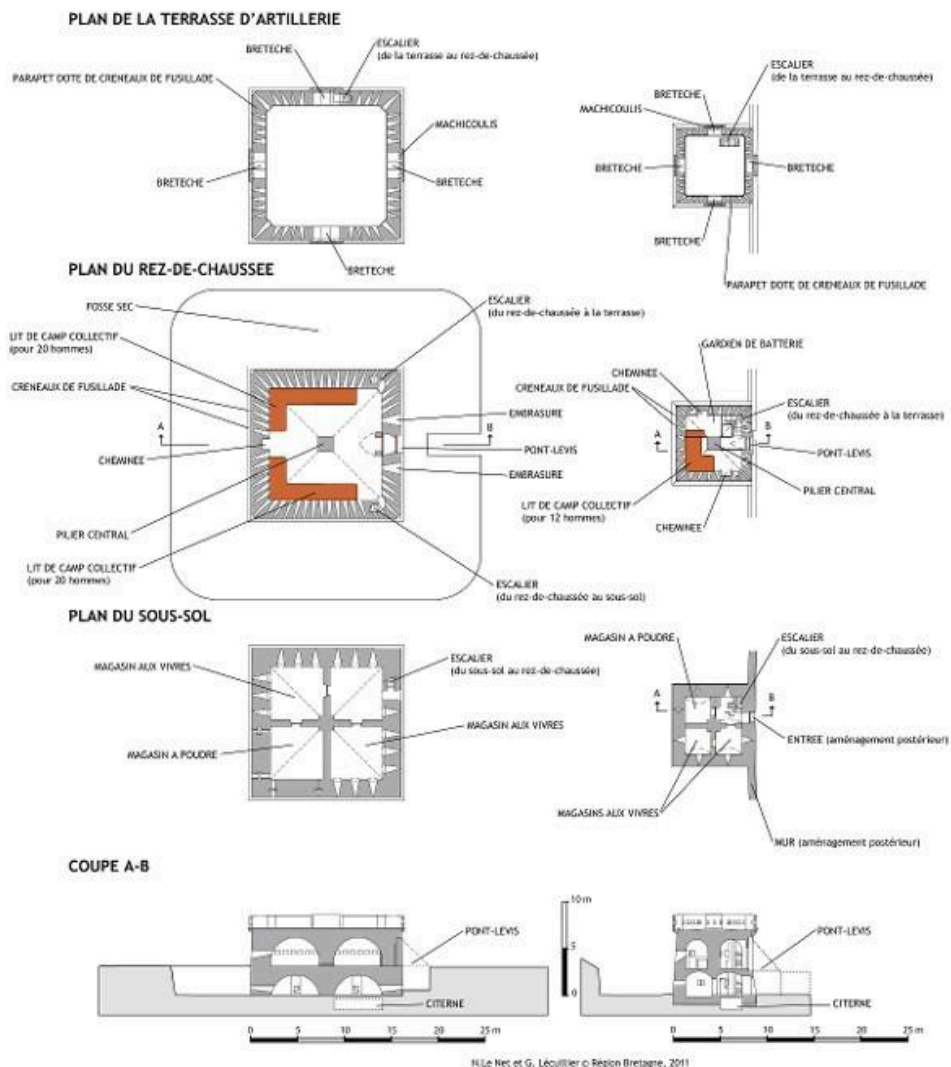 PLAN DE LA TERRASSE D'ARTILLERIE
BRETECHE
ESCALIER
(de la terrasse au rez-de-chaussée)
PARAPET DOTE DE CRENEAUX DE FUSILLADE
MACHICOULIS
BRETECHE
BRETECHE
BRETECHE
ESCALIER
(de la terrasse au rez-de-chaussée)
BRETECHE
MACHICOULIS
BRETECHE
BRETECHE
BRETECHE
PARAPET DOTE DE CRENEAUX DE FUSILLADE
PLAN DU REZ-DE-CHAUSSEE
FOSSE SEC
ESCALIER
(du rez-de-chaussée à la terrasse)
LIT DE CAMP COLLECTIF
(pour 20 hommes)
CRENEAUX DE FUSILLADE
EMBRASURE
A
B
CHEMINEE
PONT-LEVIS
EMBRASURE
PILIER CENTRAL
LIT DE CAMP COLLECTIF
(pour 20 hommes)
ESCALIER
(du rez-de-chaussée au sous-sol)
GARDIEN DE BATTERIE
CHEMINEE
CRENEAUX DE FUSILLADE
ESCALIER
(du rez-de-chaussée à la terrasse)
A
B
PONT-LEVIS
PILIER CENTRAL
LIT DE CAMP COLLECTIF
(pour 12 hommes)
CHEMINEE
PLAN DU SOUS-SOL
MAGASIN AUX VIVRES
ESCALIER
(du sous-sol au rez-de-chaussée)
MAGASIN AUX VIVRES
MAGASIN A POUDRE
MAGASIN A POUDRE
ESCALIER
(du sous-sol au rez-de-chaussée)
A
B
ENTREE (aménagement postérieur)
MAGASINS AUX VIVRES
MUR (aménagement postérieur)
COUPE A-B
PONT-LEVIS
CITERNE
10 m
5
0
PONT-LEVIS
CITERNE
0 5 10 15 20 25 m
0 5 10 15 20 25 m
N.Le Net et G. Lécuillier © Région Bretagne, 2011